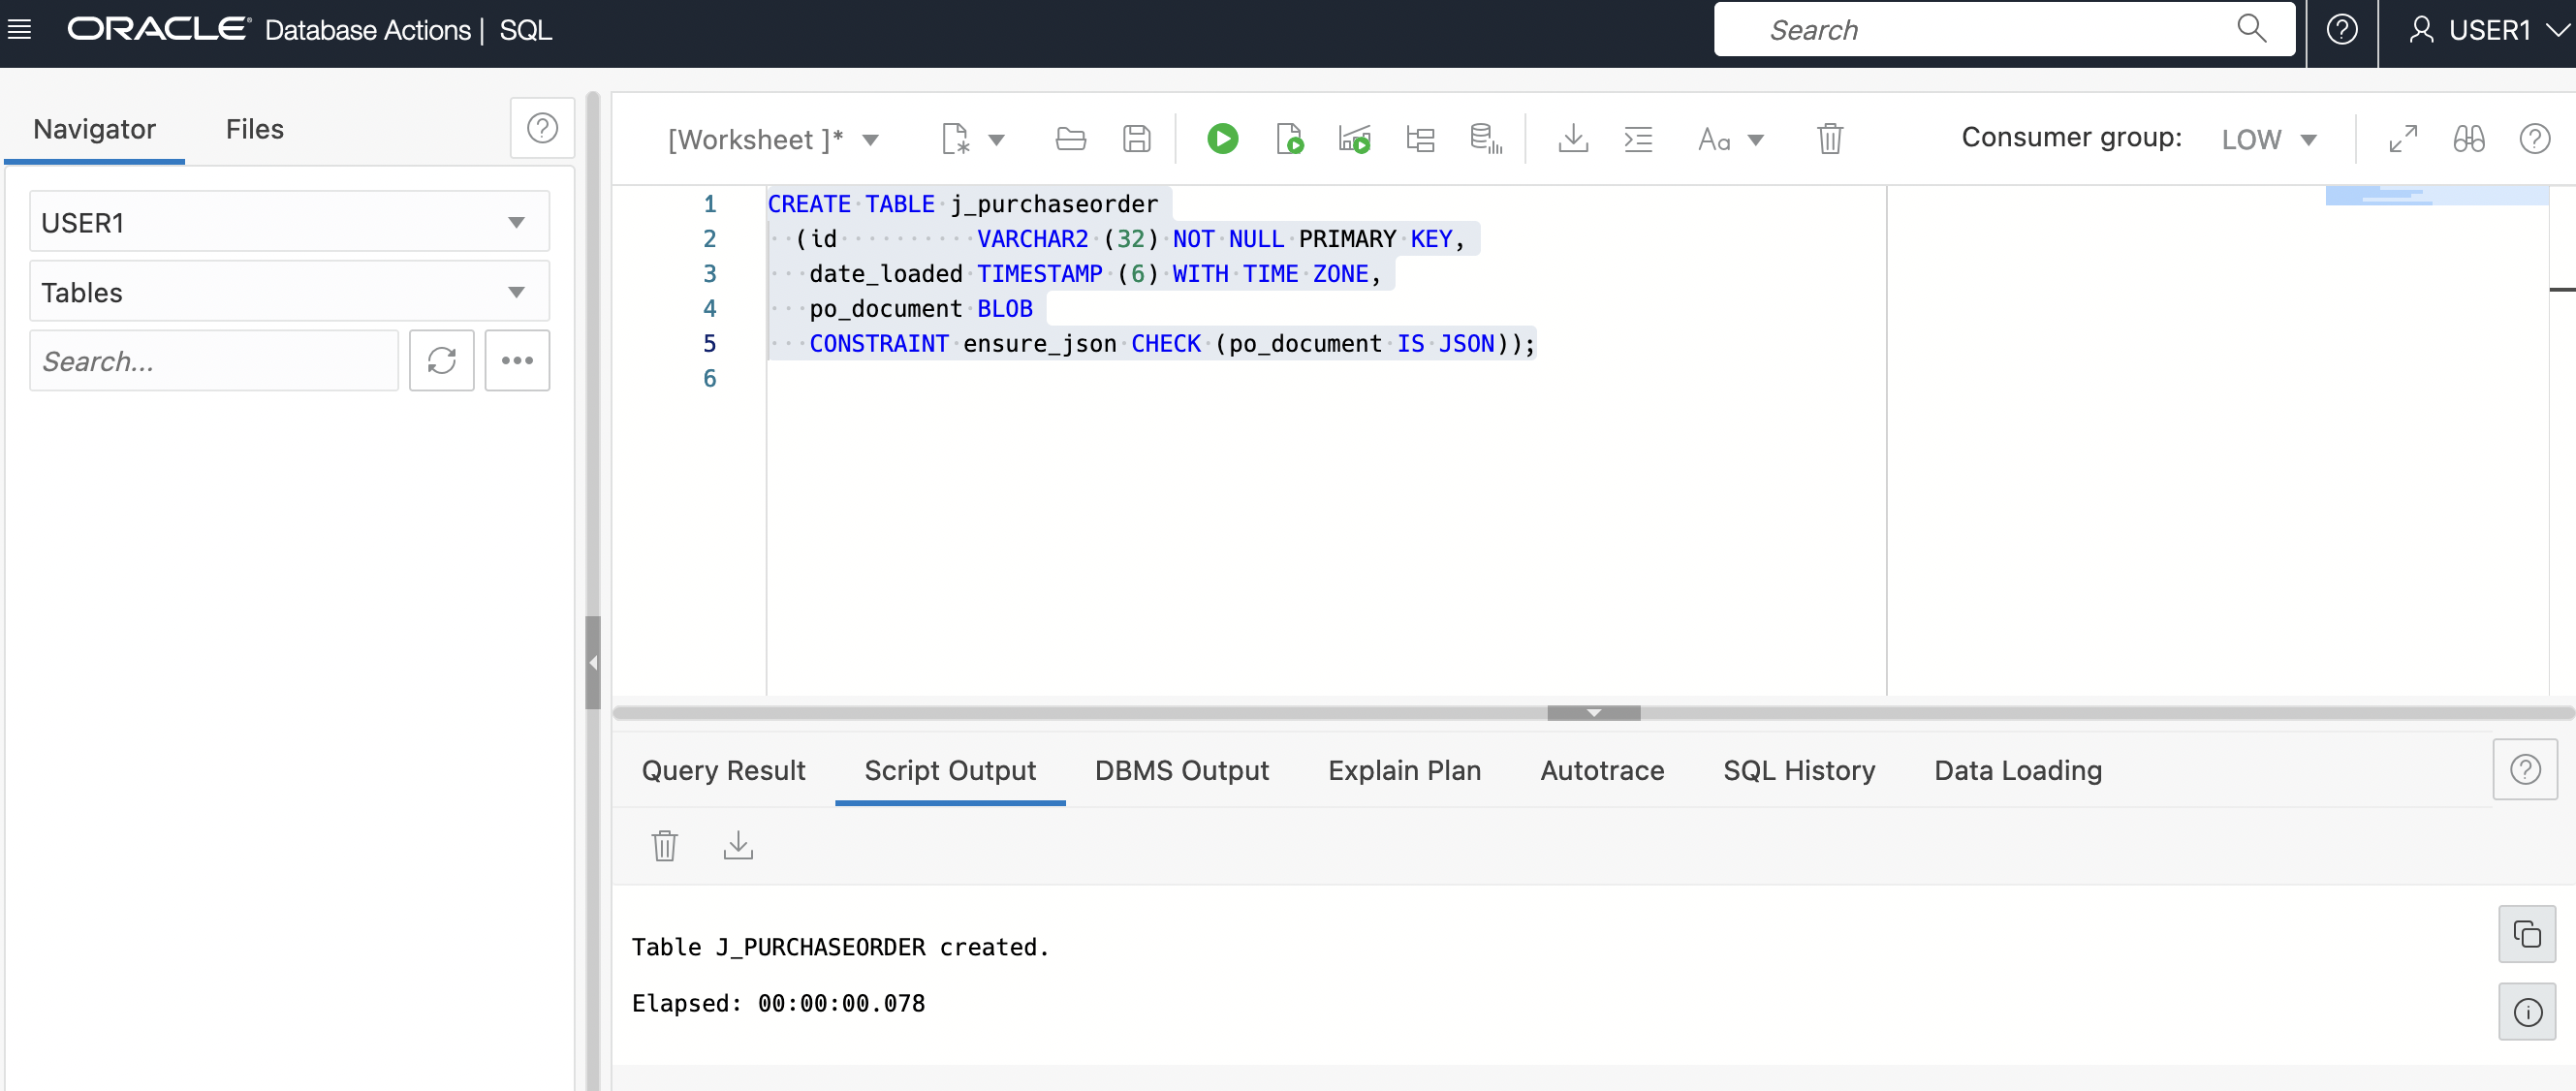 ORACLE Database Actions | SQL
Search
USER1
Navigator
Files
USER1
Tables
Search...
[Worksheet ]*
Aa
Consumer group:
LOW
1 CREATE TABLE j_purchaseorder
2 (id VARCHAR2 (32) NOT NULL PRIMARY KEY,
3 date_loaded TIMESTAMP (6) WITH TIME ZONE,
4 po_document BLOB
5 CONSTRAINT ensure_json CHECK (po_document IS JSON));
6
Query Result
Script Output
DBMS Output
Explain Plan
Autotrace
SQL History
Data Loading
Table J_PURCHASEORDER created.
Elapsed: 00:00:00.078